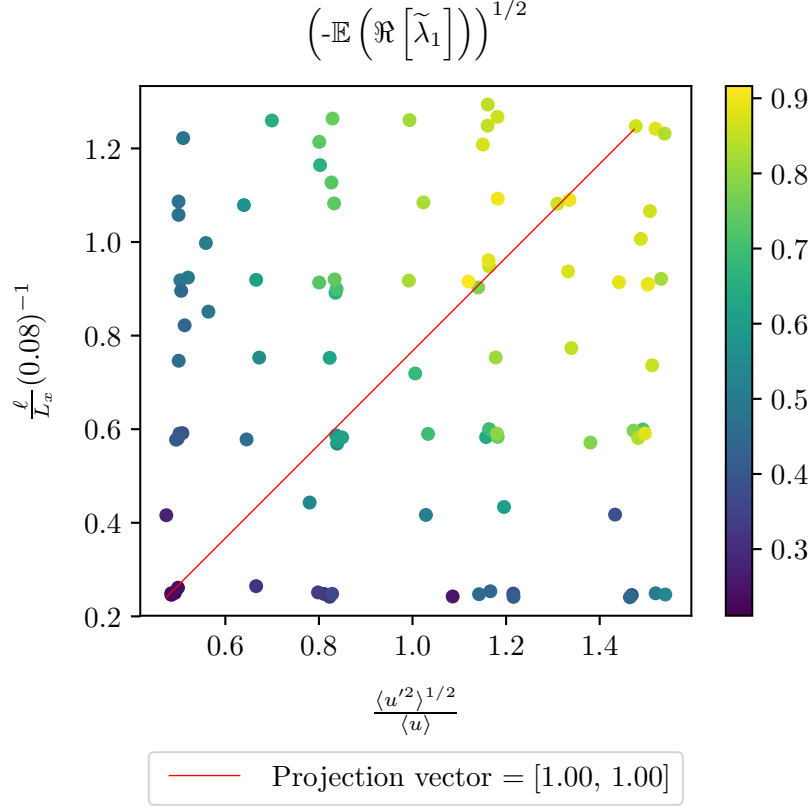 (-𝔼(ℜ[λ̃₁]))^{1/2}
1.2
1.0
0.8
0.6
0.4
0.2
ℓ/Lₓ(0.08)⁻¹
0.6 0.8 1.0 1.2 1.4
⟨u′²⟩^{1/2}/⟨u⟩
0.9
0.8
0.7
0.6
0.5
0.4
0.3
Projection vector = [1.00, 1.00]